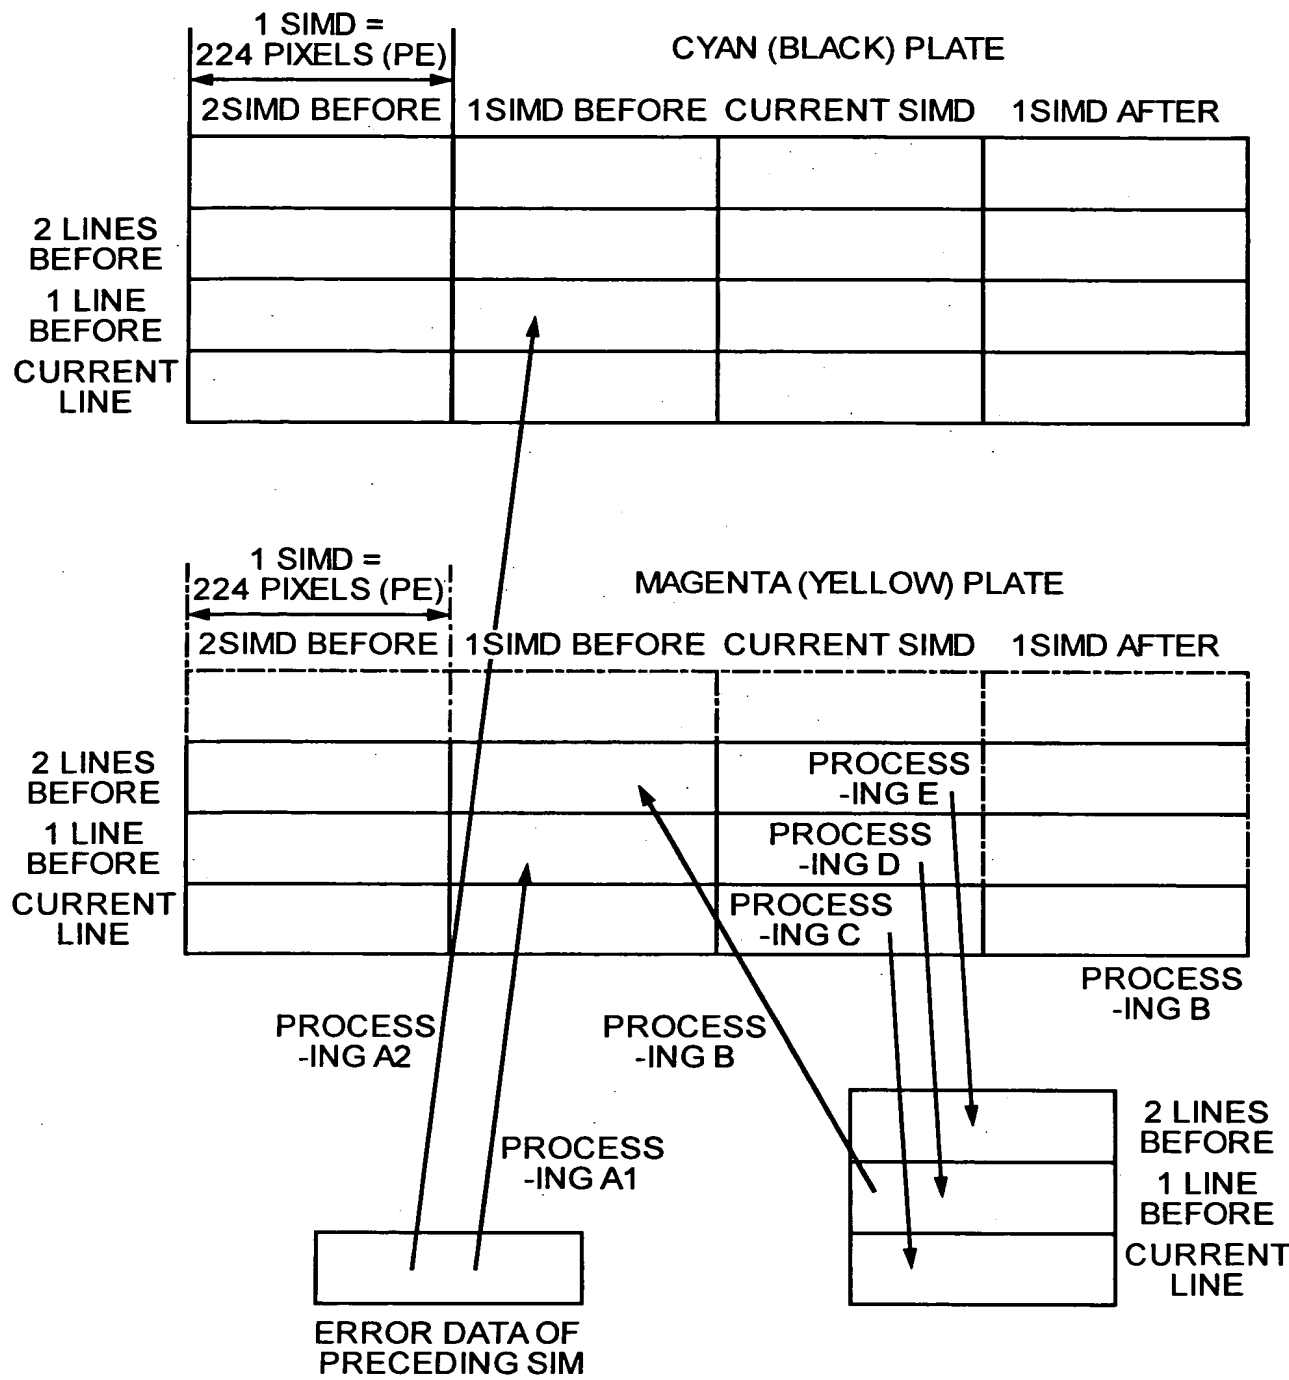 1 SIMD =
224 PIXELS (PE)
CYAN (BLACK) PLATE
2SIMD BEFORE 1SIMD BEFORE CURRENT SIMD 1SIMD AFTER
2 LINES
BEFORE
1 LINE
BEFORE
CURRENT
LINE
1 SIMD =
224 PIXELS (PE)
MAGENTA (YELLOW) PLATE
2SIMD BEFORE 1SIMD BEFORE CURRENT SIMD 1SIMD AFTER
2 LINES
BEFORE
PROCESS
-ING E
1 LINE
BEFORE
PROCESS
-ING D
CURRENT
LINE
PROCESS
-ING C
PROCESS
-ING B
PROCESS
-ING A2
PROCESS
-ING B
PROCESS
-ING A1
2 LINES
BEFORE
1 LINE
BEFORE
CURRENT
LINE
ERROR DATA OF
PRECEDING SIM